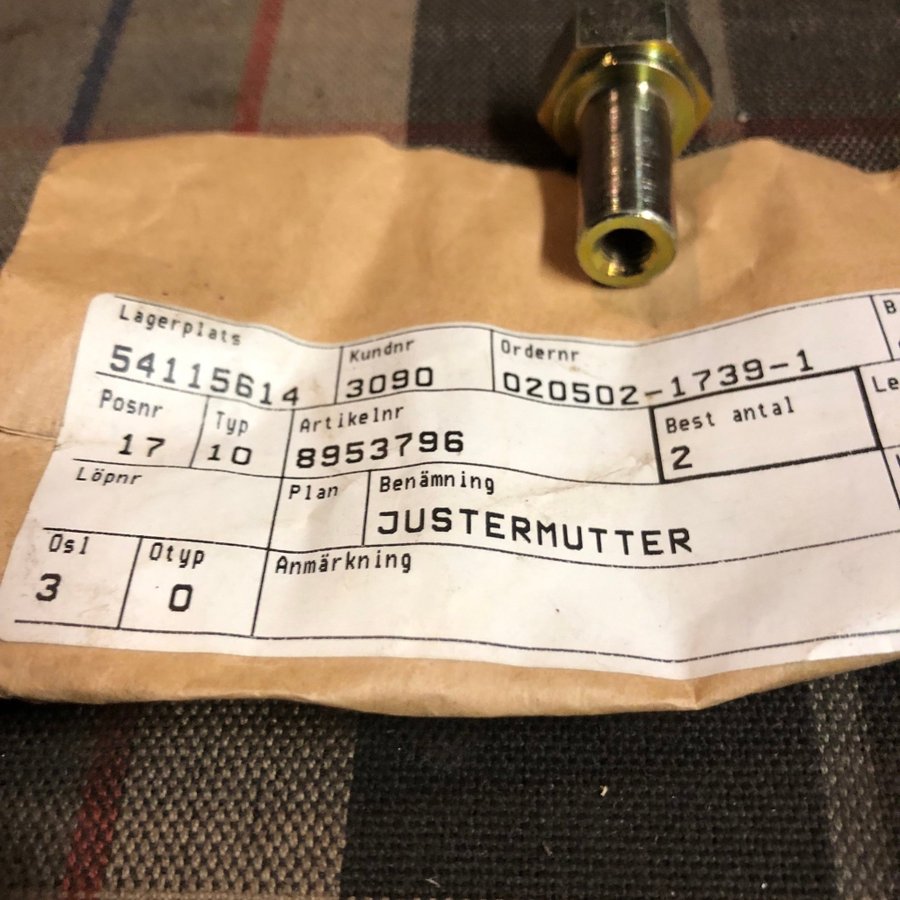 Lagerplats Kundnr Ordernr B
54115614 3090 020502-1739-1
Posnr Typ Artikelnr Best antal Le
17 10 8953796 2
Löpnr Plan Benämning
JUSTERMUTTER
Osl Otyp Anmärkning
3 0